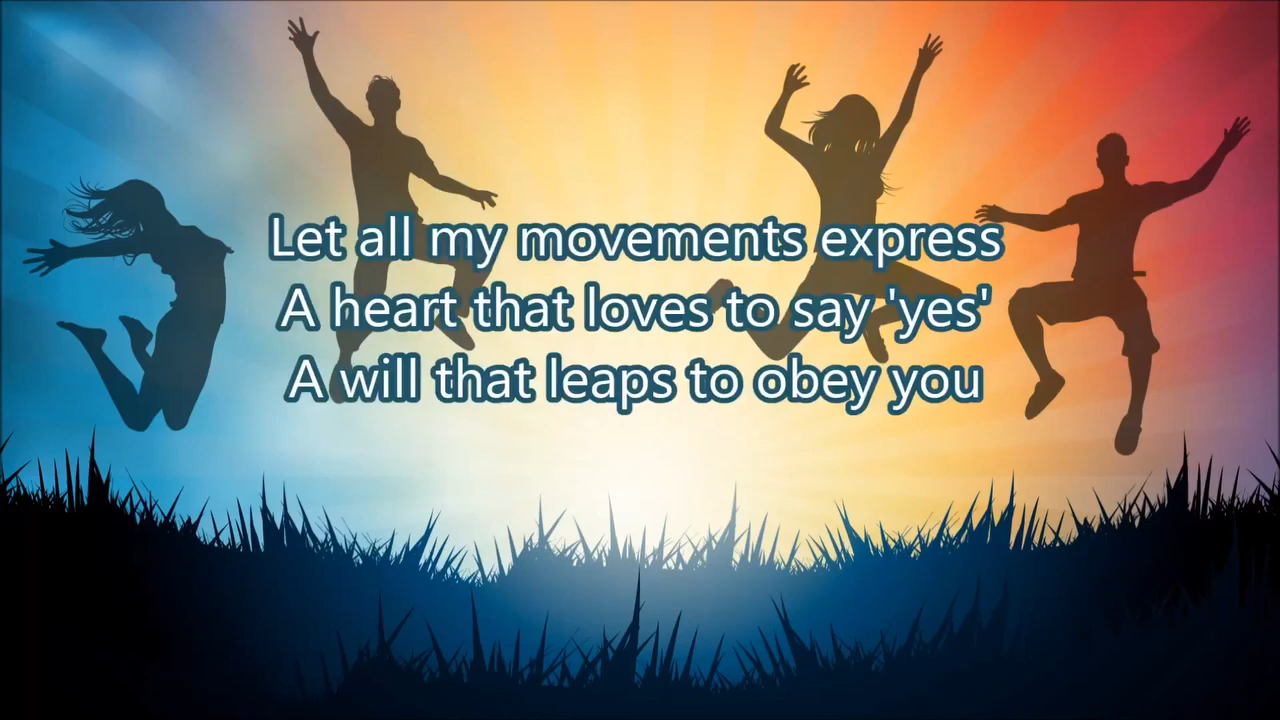 Let all my movements express
A heart that loves to say 'yes'
A will that leaps to obey you